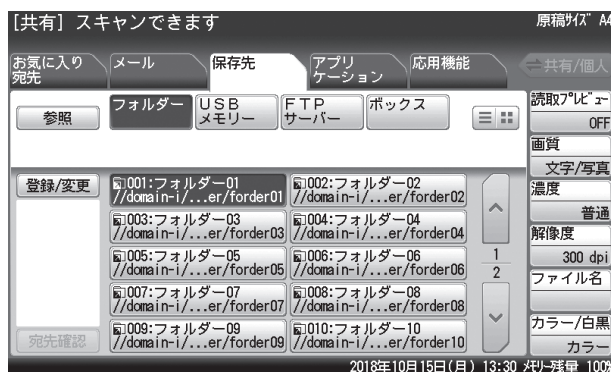 [共有] スキャンできます
原稿ｻｲｽﾞ A4
お気に入り
宛先
メール
保存先
アプリ
ケーション
応用機能
共有/個人
参照
フォルダー
USB
メモリー
FTP
サーバー
ボックス
読取ﾌﾟﾚﾋﾞｭｰ
OFF
画質
文字/写真
濃度
普通
解像度
300 dpi
ファイル名
カラー/白黒
カラー
登録/変更
001:フォルダー01
//domain-i/...er/forder01
002:フォルダー02
//domain-i/...er/forder02
003:フォルダー03
//domain-i/...er/forder03
004:フォルダー04
//domain-i/...er/forder04
005:フォルダー05
//domain-i/...er/forder05
006:フォルダー06
//domain-i/...er/forder06
007:フォルダー07
//domain-i/...er/forder07
008:フォルダー08
//domain-i/...er/forder08
009:フォルダー09
//domain-i/...er/forder09
010:フォルダー10
//domain-i/...er/forder10
1
2
宛先確認
2018年10月15日(月) 13:30 ﾒﾓﾘｰ残量 100%